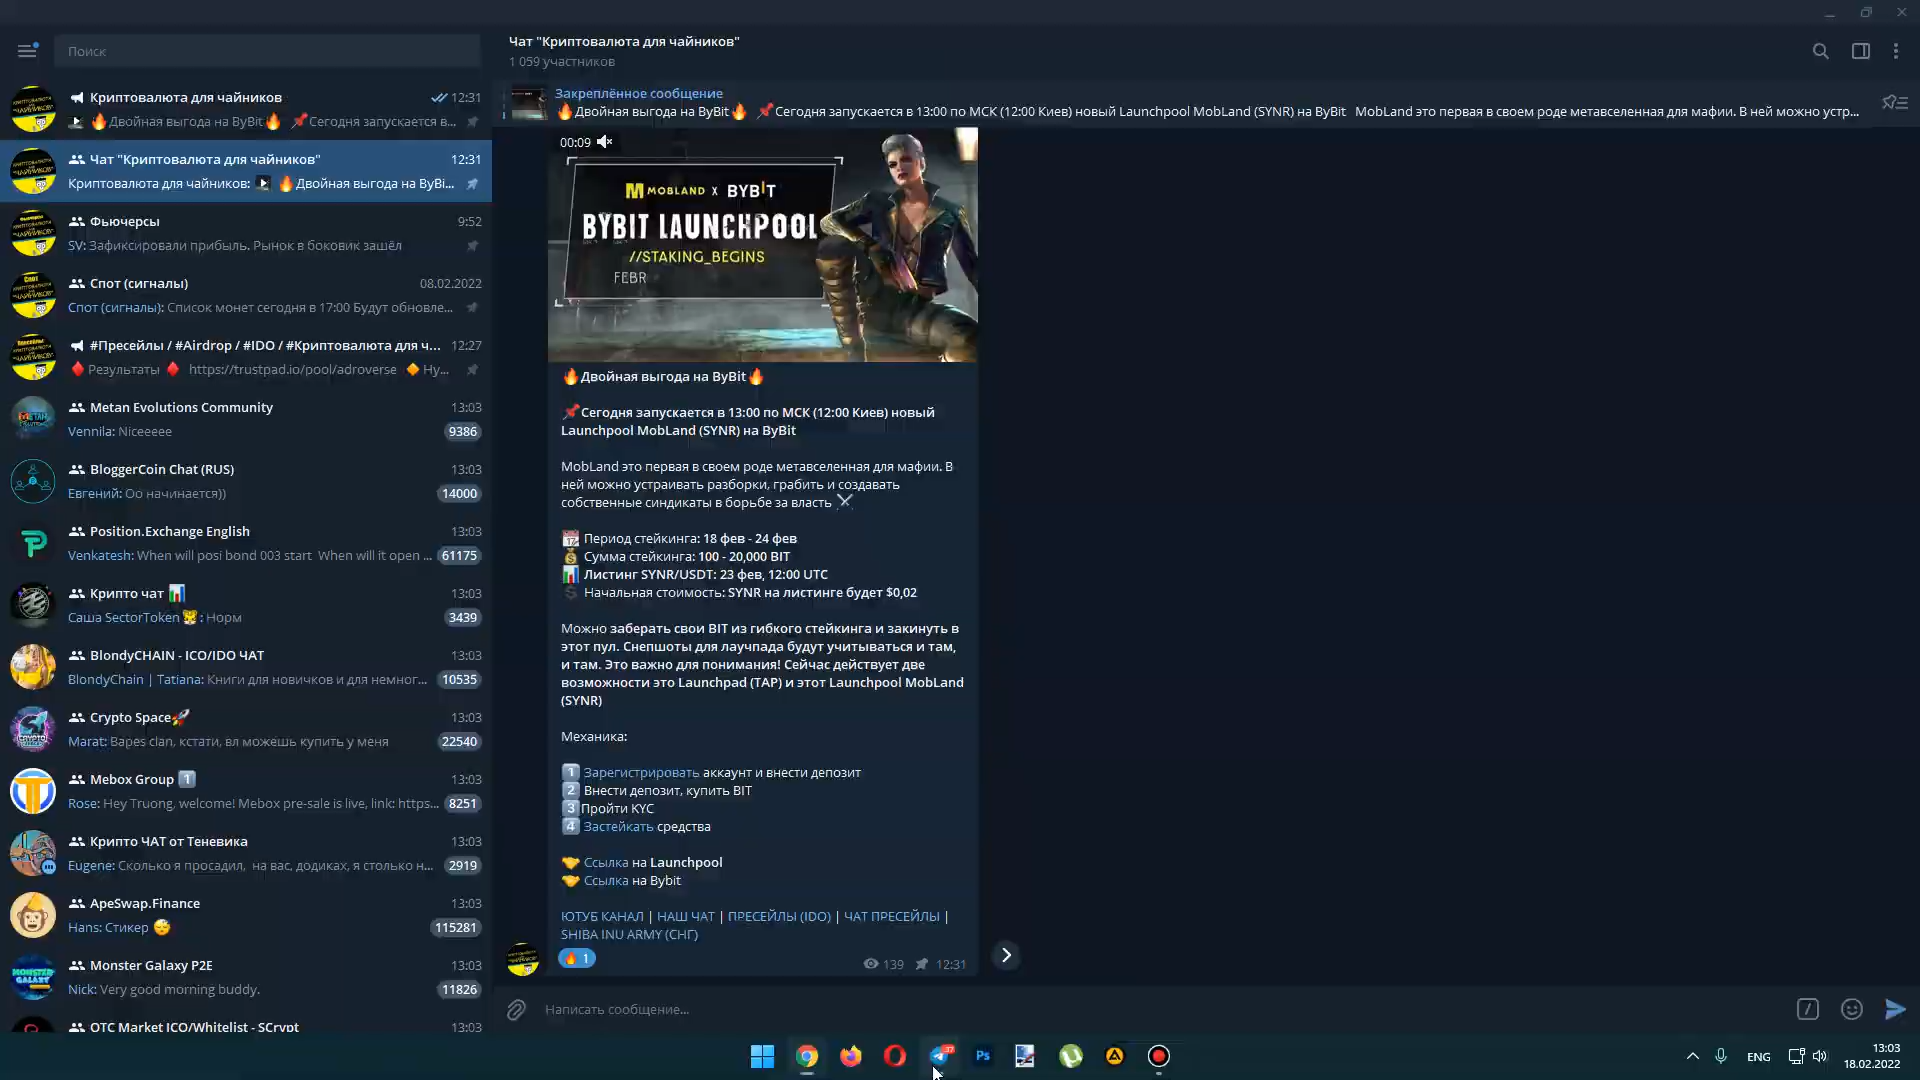 Поиск
Криптовалюта для чайников 12:31
🔥Двойная выгода на ByBit🔥 📌Сегодня запускается в...
Чат "Криптовалюта для чайников" 12:31
Криптовалюта для чайников: 🔥Двойная выгода на ByBi...
Фьючерсы 9:52
SV: Зафиксировали прибыль. Рынок в боковик зашёл
Спот (сигналы) 08.02.2022
Спот (сигналы): Список монет сегодня в 17:00 Будут обновле...
#Пресейлы / #Airdrop / #IDO / #Криптовалюта для ч... 12:27
♦️Результаты ♦️ https://trustpad.io/pool/adroverse 🔶Ну...
Metan Evolutions Community 13:03
Vennila: Niceeeee 9386
BloggerCoin Chat (RUS) 13:03
Евгений: Оо начинается)) 14000
Position.Exchange English 13:03
Venkatesh: When will posi bond 003 start When will it open ... 61175
Крипто чат 📊 13:03
Саша SectorToken🐯: Норм 3439
BlondyCHAIN - ICO/IDO ЧАТ 13:03
BlondyChain | Tatiana: Книги для новичков и для немног... 10535
Crypto Space🚀 13:03
Marat: Bapes clan, кстати, вл можешь купить у меня 22540
Mebox Group 1️⃣ 13:03
Rose: Hey Truong, welcome! Mebox pre-sale is live, link: https... 8251
Крипто ЧАТ от Теневика 13:03
Eugene: Сколько я просадил, на вас, додиках, я столько н... 2919
ApeSwap.Finance 13:03
Hans: Стикер 😴 115281
Monster Galaxy P2E 13:03
Nick: Very good morning buddy. 11826
OTC Market ICO/Whitelist - SCrypt 13:03
Чат "Криптовалюта для чайников"
1 059 участников
Закреплённое сообщение
🔥Двойная выгода на ByBit🔥 📌Сегодня запускается в 13:00 по МСК (12:00 Киев) новый Launchpool MobLand (SYNR) на ByBit MobLand это первая в своем роде метавселенная для мафии. В ней можно устр...
00:09
MOBLAND X BYBIT
BYBIT LAUNCHPOOL
//STAKING_BEGINS
FEBR
🔥Двойная выгода на ByBit🔥
📌Сегодня запускается в 13:00 по МСК (12:00 Киев) новый
Launchpool MobLand (SYNR) на ByBit
MobLand это первая в своем роде метавселенная для мафии. В
ней можно устраивать разборки, грабить и создавать
собственные синдикаты в борьбе за власть ⚔️
📆 Период стейкинга: 18 фев - 24 фев
💰 Сумма стейкинга: 100 - 20,000 BIT
📊 Листинг SYNR/USDT: 23 фев, 12:00 UTC
💲 Начальная стоимость: SYNR на листинге будет $0,02
Можно заберать свои BIT из гибкого стейкинга и закинуть в
этот пул. Снепшоты для лаучпада будут учитываться и там,
и там. Это важно для понимания! Сейчас действует две
возможности это Launchpad (TAP) и этот Launchpool MobLand
(SYNR)
Механика:
1️⃣ Зарегистрировать аккаунт и внести депозит
2️⃣ Внести депозит, купить BIT
3️⃣Пройти KYC
4️⃣ Застейкать средства
🤝 Ссылка на Launchpool
🤝 Ссылка на Bybit
ЮТУБ КАНАЛ | НАШ ЧАТ | ПРЕСЕЙЛЫ (IDO) | ЧАТ ПРЕСЕЙЛЫ |
SHIBA INU ARMY (СНГ)
🔥 1 139 12:31
Написать сообщение...
37
Ps
ENG
13:03
18.02.2022